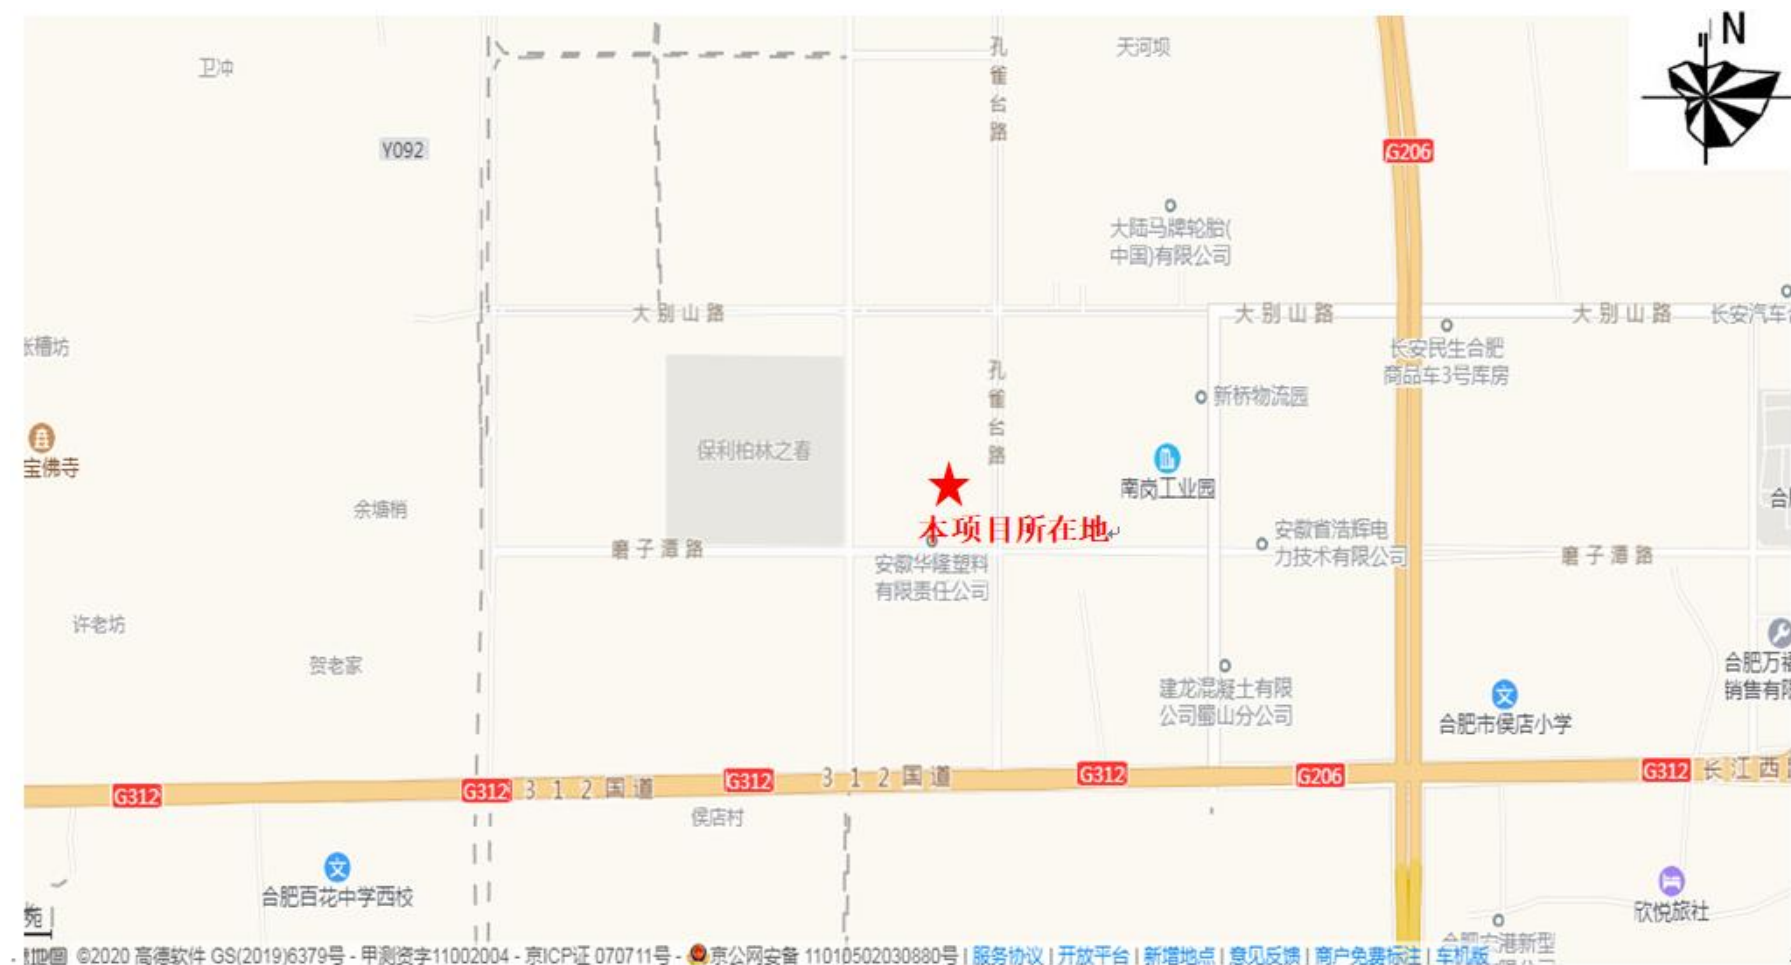 N
卫冲
孔雀台路
天河坝
Y092
G206
大陆马牌轮胎(
中国)有限公司
大别山路
大别山路
大别山路
长安汽车
长安民生合肥
商品车3号库房
槽坊
孔雀台路
新桥物流园
保利柏林之春
宝佛寺
南岗工业园
余塘梢
合
本项目所在地
安徽省浩辉电
力技术有限公司
磨子潭路
安徽华隆塑料
有限责任公司
磨子潭路
许老坊
贺老家
合肥万
销售有限
建龙混凝土有限
公司蜀山分公司
合肥市侯店小学
G312
G312
312国道
G312
312国道
G312
G206
G312
长江西
侯店村
合肥百花中学西校
苑
欣悦旅社
港新型
地图 ©2020 高德软件 GS(2019)6379号 - 甲测资字11002004 - 京ICP证 070711号 - 京公网安备 11010502030880号 | 服务协议 | 开放平台 | 新增地点 | 意见反馈 | 商户免费标注 | 车机版